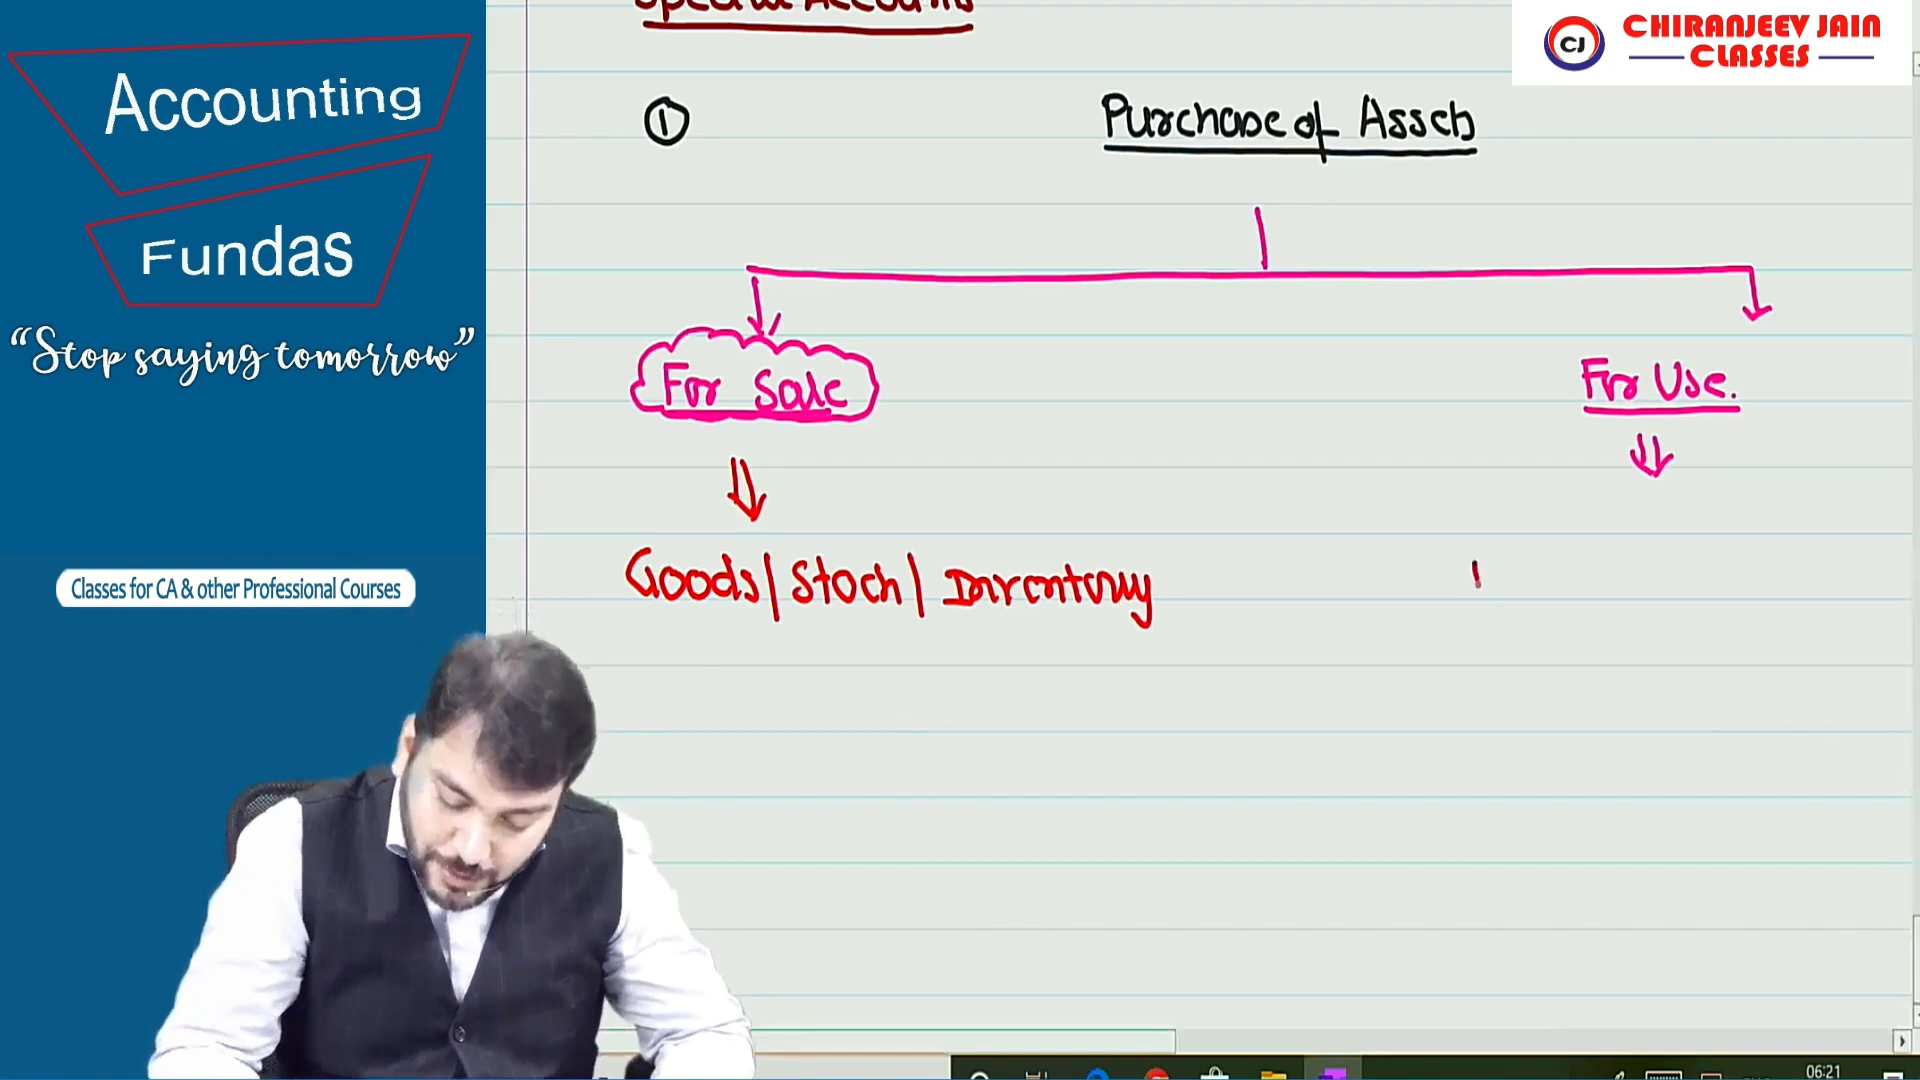 Accounting
Fundas
“Stop saying tomorrow”
Classes for CA & other Professional Courses
CJ
CHIRANJEEV JAIN
CLASSES
Accounts
1
Purchase of Assets
For Sale
For Use.
Goods/Stock/Inventory
06:21